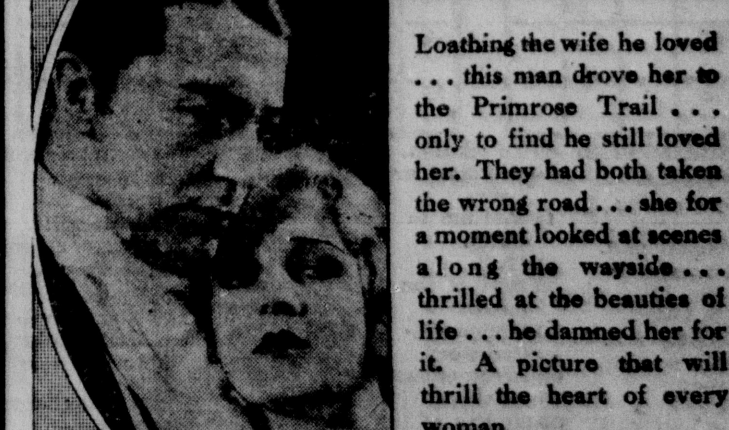 Loathing the wife he loved
. . . this man drove her to
the Primrose Trail . . .
only to find he still loved
her. They had both taken
the wrong road . . . she for
a moment looked at scenes
along the wayside . . .
thrilled at the beauties of
life . . . he damned her for
it. A picture that will
thrill the heart of every
woman